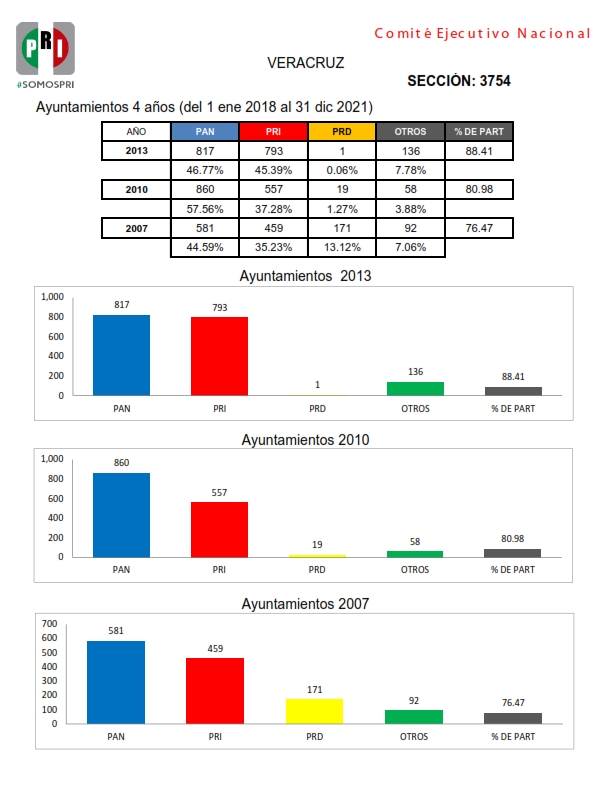 Comité Ejecutivo Nacional
PRI
#SOMOSPRI
VERACRUZ
SECCIÓN: 3754
Ayuntamientos 4 años (del 1 ene 2018 al 31 dic 2021)
AÑO PAN PRI PRD OTROS % DE PART
2013 817 793 1 136 88.41
46.77% 45.39% 0.06% 7.78%
2010 860 557 19 58 80.98
57.56% 37.28% 1.27% 3.88%
2007 581 459 171 92 76.47
44.59% 35.23% 13.12% 7.06%
Ayuntamientos 2013
1,000
800
600
400
200
0
817 793 1 136 88.41
PAN PRI PRD OTROS % DE PART
Ayuntamientos 2010
1,000
800
600
400
200
0
860 557 19 58 80.98
PAN PRI PRD OTROS % DE PART
Ayuntamientos 2007
700
600
500
400
300
200
100
0
581 459 171 92 76.47
PAN PRI PRD OTROS % DE PART